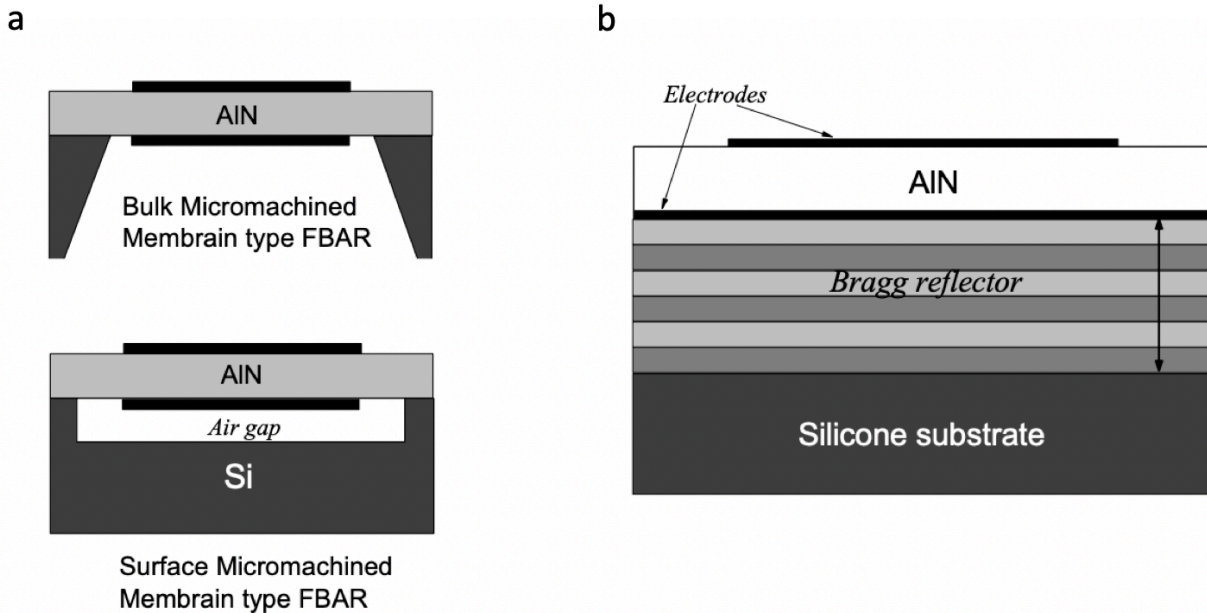 a
AlN
Bulk Micromachined
Membrain type FBAR
AlN
Air gap
Si
Surface Micromachined
Membrain type FBAR
b
Electrodes
AlN
Bragg reflector
Silicone substrate